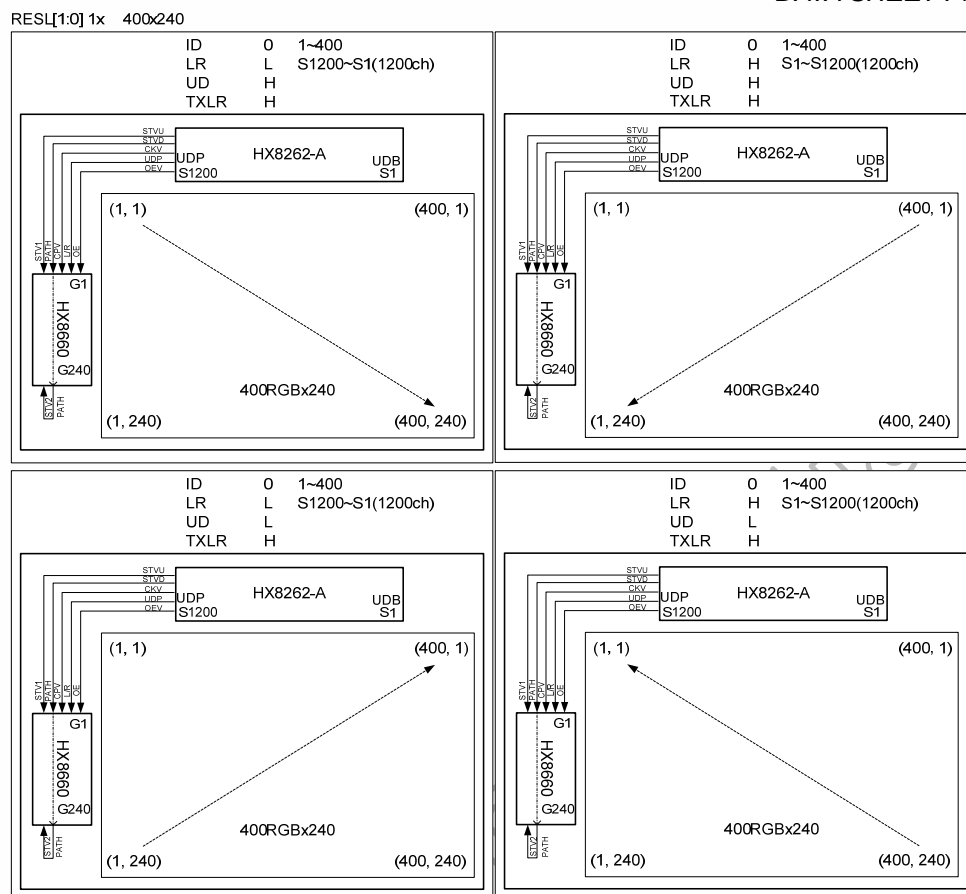 RESL[1:0] 1x 400x240
ID 0 1~400
LR L S1200~S1(1200ch)
UD H
TXLR H
STVU
STVD
CKV
UDP
OEV
UDP
S1200
HX8262-A
UDB
S1
STV1
PATH
CPV
L/R
OE
G1
HX8660
G240
STV2
PATH
(1, 1)
(400, 1)
400RGBx240
(1, 240)
(400, 240)
ID 0 1~400
LR H S1~S1200(1200ch)
UD H
TXLR H
STVU
STVD
CKV
UDP
OEV
UDP
S1200
HX8262-A
UDB
S1
STV1
PATH
CPV
L/R
OE
G1
HX8660
G240
STV2
PATH
(1, 1)
(400, 1)
400RGBx240
(1, 240)
(400, 240)
ID 0 1~400
LR L S1200~S1(1200ch)
UD L
TXLR H
STVU
STVD
CKV
UDP
OEV
UDP
S1200
HX8262-A
UDB
S1
STV1
PATH
CPV
L/R
OE
G1
HX8660
G240
STV2
PATH
(1, 1)
(400, 1)
400RGBx240
(1, 240)
(400, 240)
ID 0 1~400
LR H S1~S1200(1200ch)
UD L
TXLR H
STVU
STVD
CKV
UDP
OEV
UDP
S1200
HX8262-A
UDB
S1
STV1
PATH
CPV
L/R
OE
G1
HX8660
G240
STV2
PATH
(1, 1)
(400, 1)
400RGBx240
(1, 240)
(400, 240)